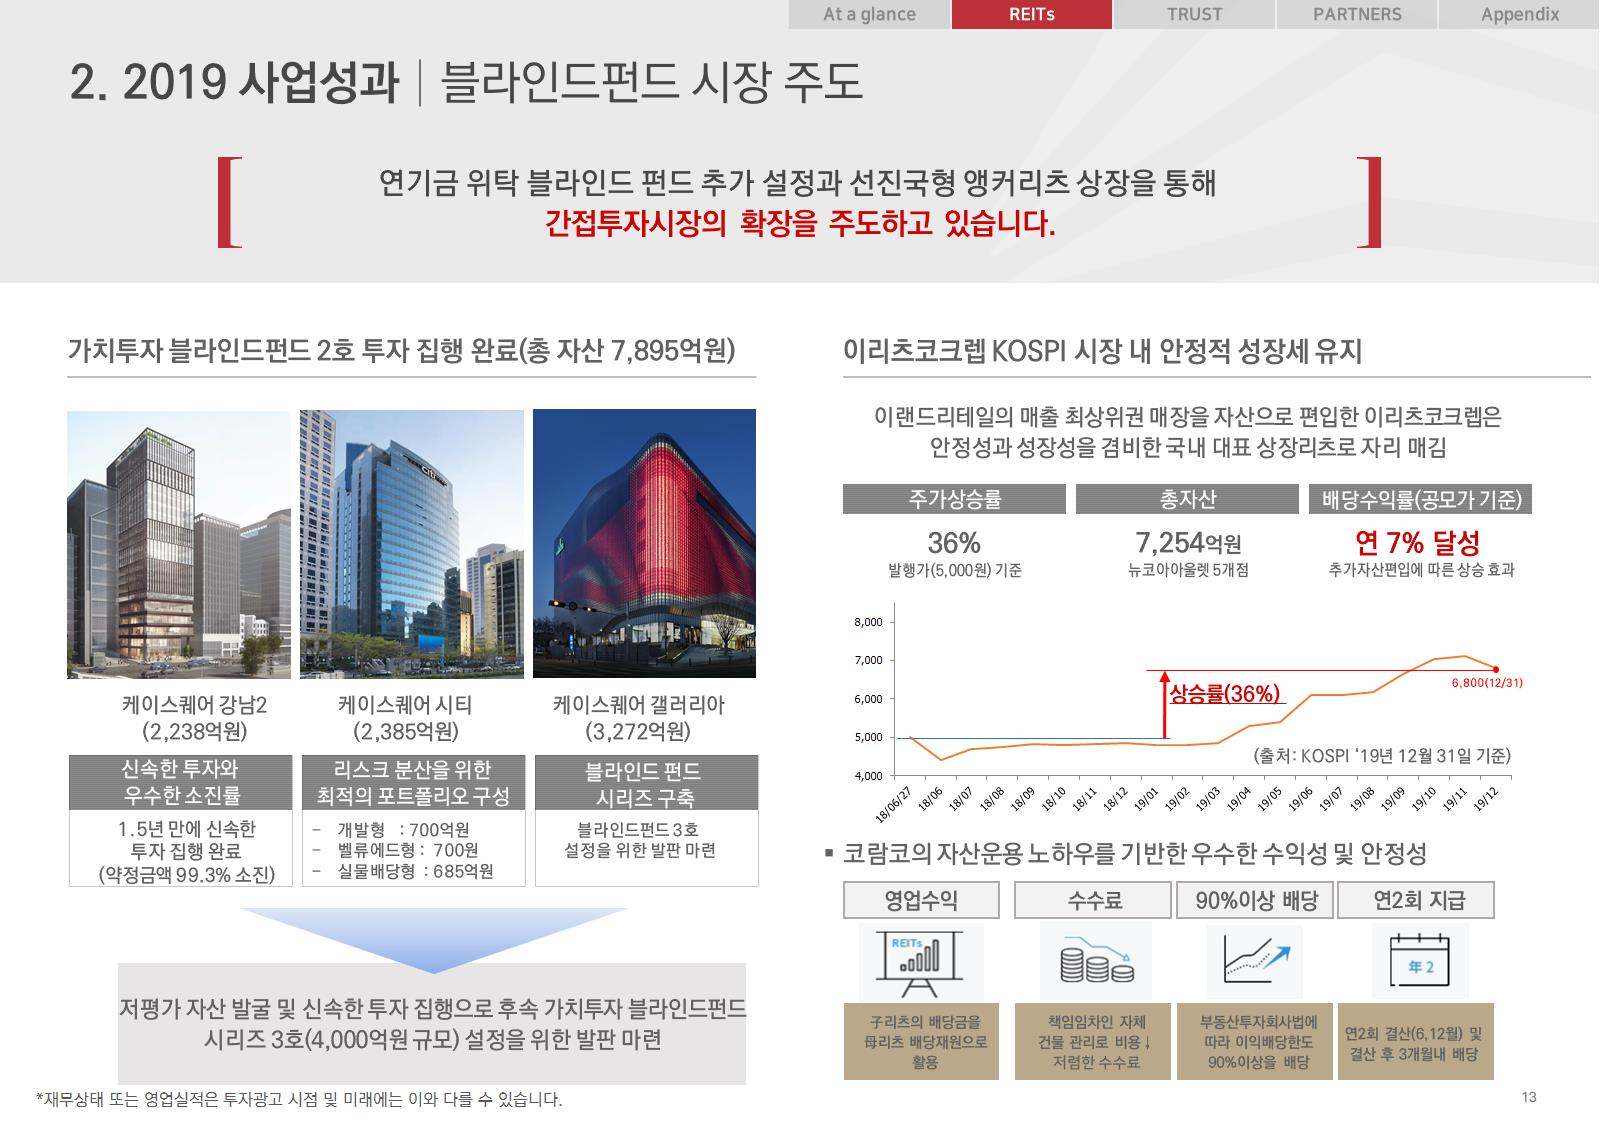 At a glance
REITs
TRUST
PARTNERS
Appendix
2. 2019 사업성과 | 블라인드펀드 시장 주도
연기금 위탁 블라인드 펀드 추가 설정과 선진국형 앵커리츠 상장을 통해
간접투자시장의 확장을 주도하고 있습니다.
가치투자 블라인드펀드 2호 투자 집행 완료(총 자산 7,895억원)
citi
케이스퀘어 강남2
(2,238억원)
케이스퀘어 시티
(2,385억원)
케이스퀘어 갤러리아
(3,272억원)
신속한 투자와
우수한 소진률
리스크 분산을 위한
최적의 포트폴리오 구성
블라인드 펀드
시리즈 구축
1.5년 만에 신속한
투자 집행 완료
(약정금액 99.3% 소진)
– 개발형 : 700억원
– 벨류에드형 : 700원
– 실물배당형 : 685억원
블라인드펀드 3호
설정을 위한 발판 마련
저평가 자산 발굴 및 신속한 투자 집행으로 후속 가치투자 블라인드펀드
시리즈 3호(4,000억원 규모) 설정을 위한 발판 마련
*재무상태 또는 영업실적은 투자광고 시점 및 미래에는 이와 다를 수 있습니다.
이리츠코크렙 KOSPI 시장 내 안정적 성장세 유지
이랜드리테일의 매출 최상위권 매장을 자산으로 편입한 이리츠코크렙은
안정성과 성장성을 겸비한 국내 대표 상장리츠로 자리 매김
주가상승률
총자산
배당수익률(공모가 기준)
36%
7,254억원
연 7% 달성
발행가(5,000원) 기준
뉴코아아울렛 5개점
추가자산편입에 따른 상승 효과
8,000
7,000
6,000
5,000
4,000
상승률(36%)
6,800(12/31)
(출처: KOSPI ‘19년 12월 31일 기준)
18/06/27
18/06
18/07
18/08
18/09
18/10
18/11
18/12
19/01
19/02
19/03
19/04
19/05
19/06
19/07
19/08
19/09
19/10
19/11
19/12
▪ 코람코의 자산운용 노하우를 기반한 우수한 수익성 및 안정성
영업수익
수수료
90%이상 배당
연2회 지급
REITs
年 2
子리츠의 배당금을
母리츠 배당재원으로
활용
책임임차인 자체
건물 관리로 비용↓
저렴한 수수료
부동산투자회사법에
따라 이익배당한도
90%이상을 배당
연2회 결산(6,12월) 및
결산 후 3개월내 배당
13